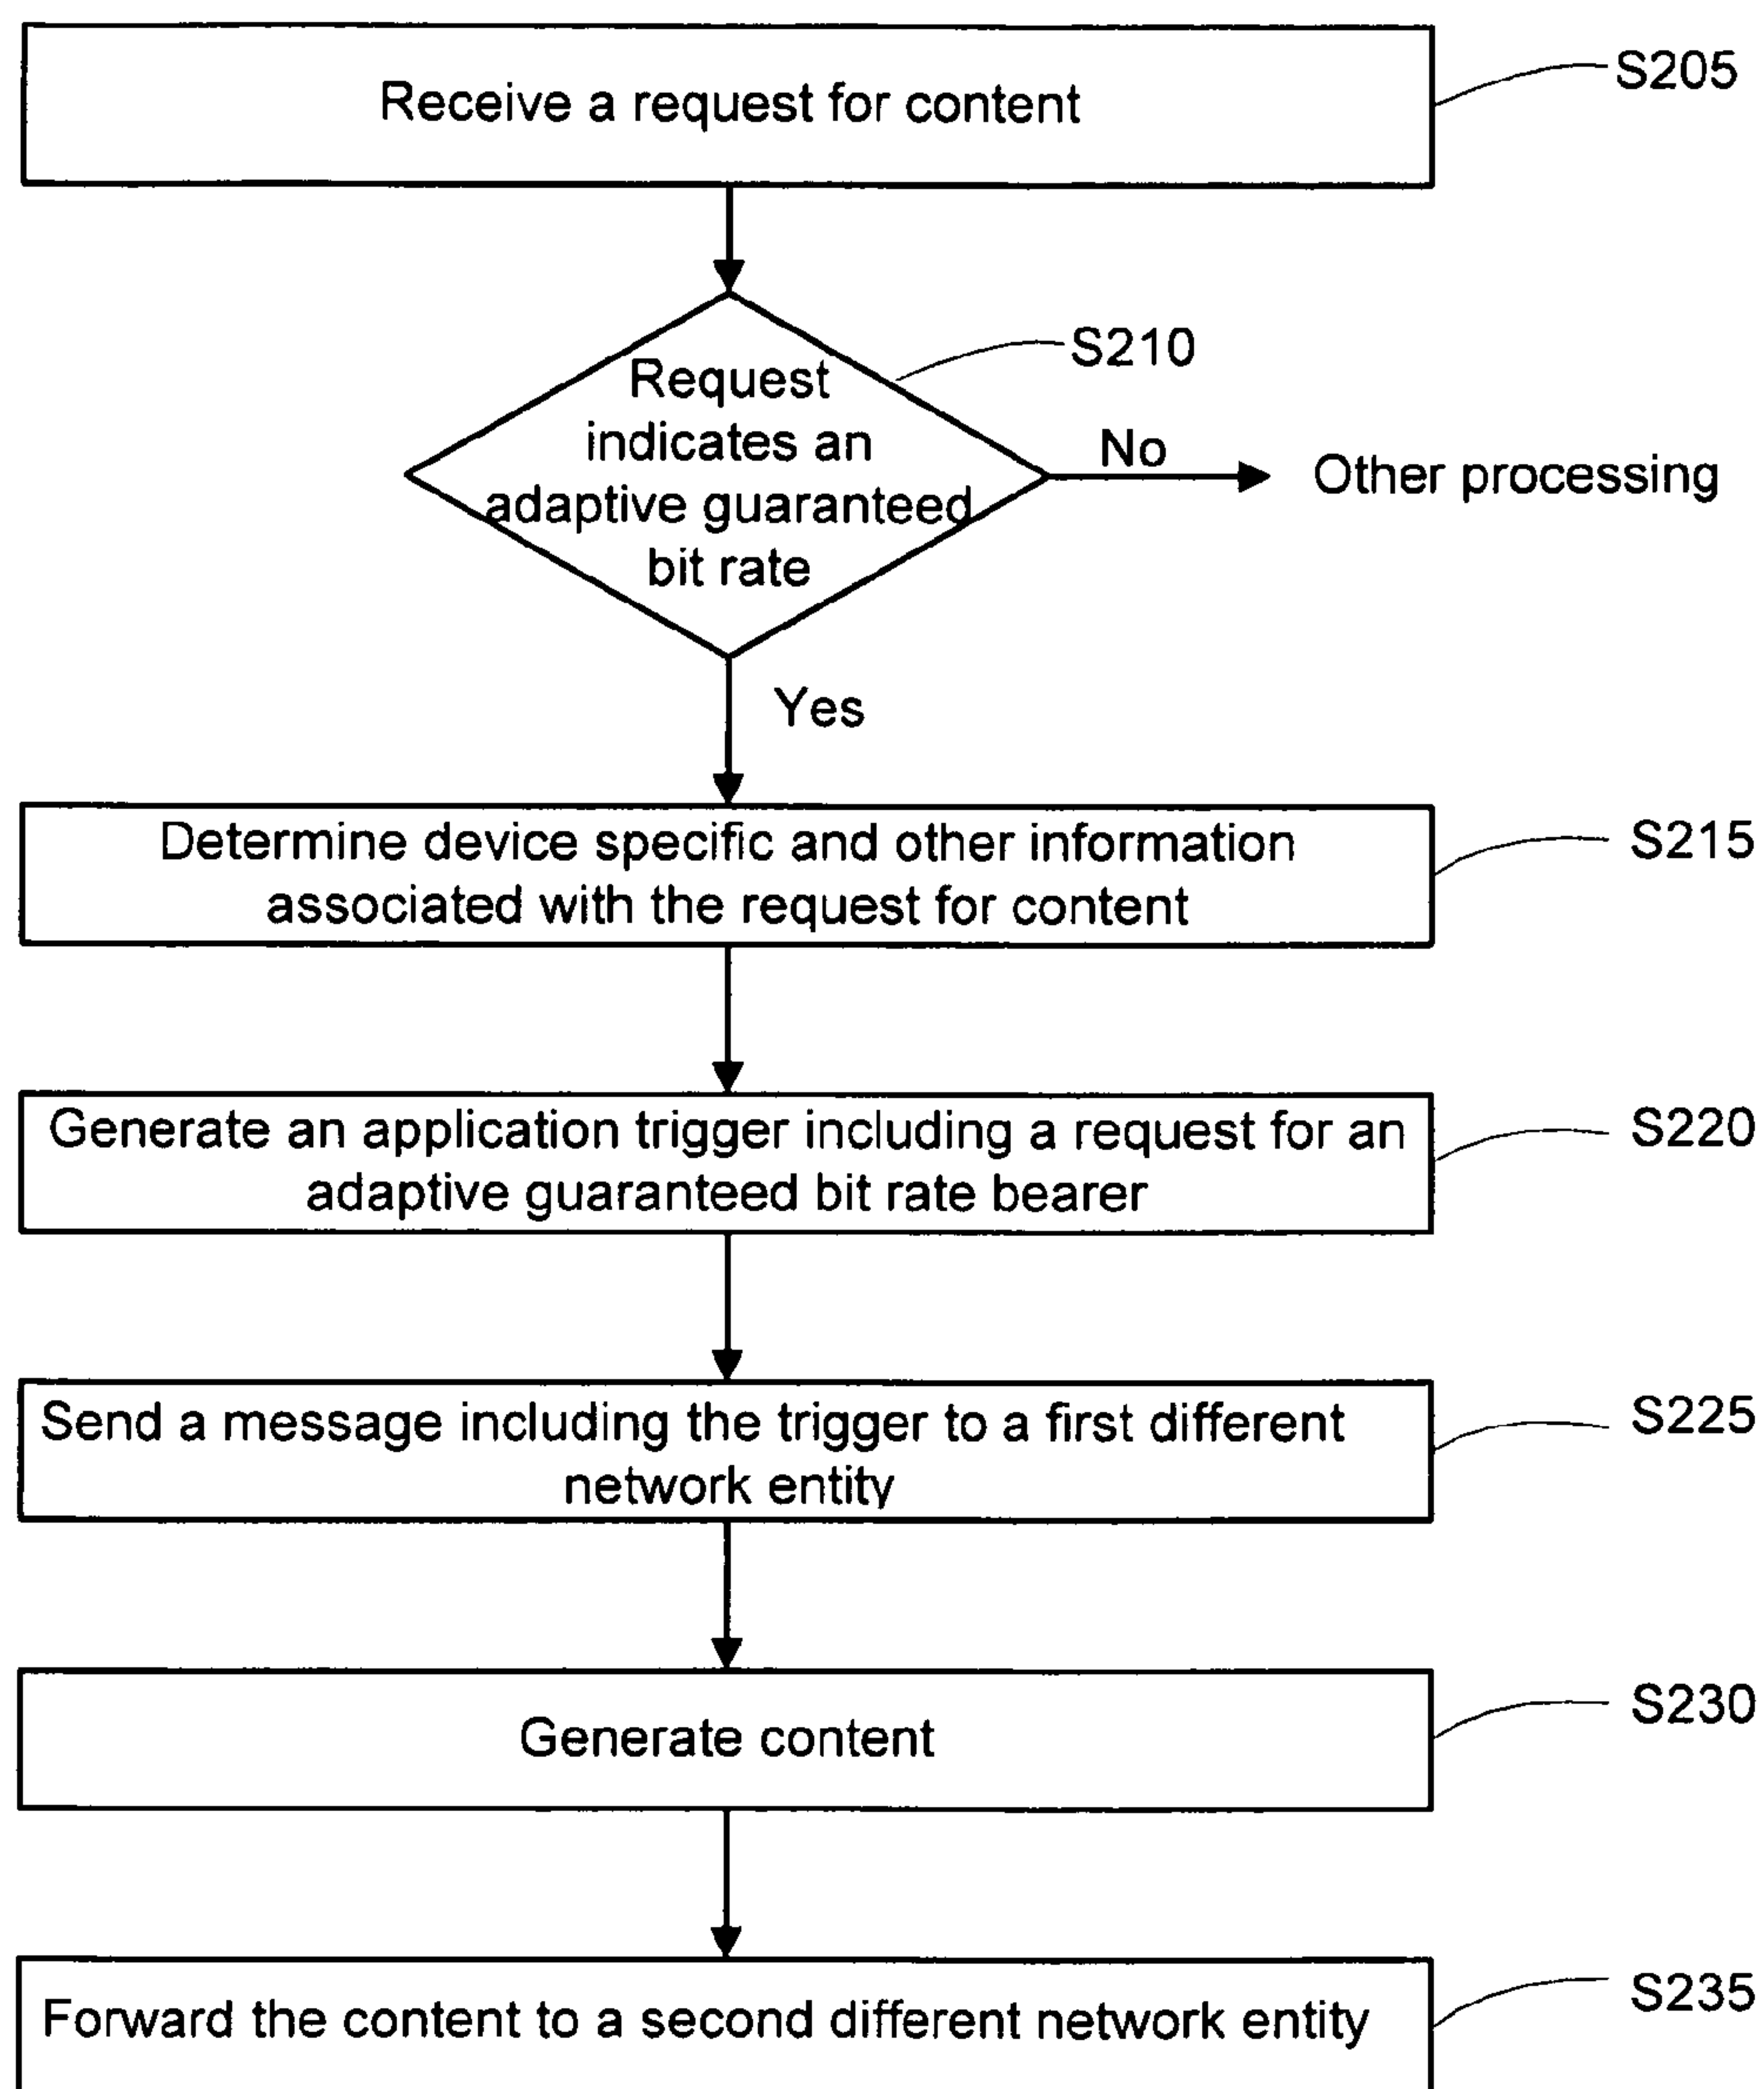 Receive a request for content
S205
S210
Request
indicates an
adaptive guaranteed
bit rate
No
Other processing
Yes
Determine device specific and other information
associated with the request for content
S215
Generate an application trigger including a request for an
adaptive guaranteed bit rate bearer
S220
Send a message including the trigger to a first different
network entity
S225
Generate content
S230
Forward the content to a second different network entity
S235